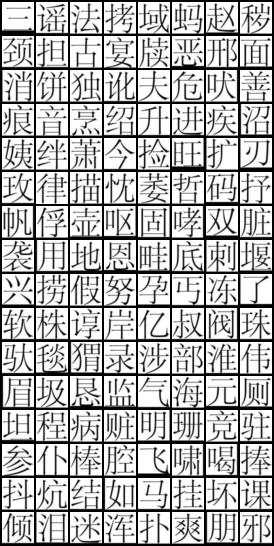 三谣法拷域蚂赵秽
颈担古宴牍恶邢面
消饼独讹夫危吠善
痕音烹绍升进疾沼
姨绊萧今捡旺扩刃
玫律描忱萎哲码抒
帆俘壶呕固哮双脏
袭用地恩畦底刺堰
兴捞假努孕丐冻了
软株谆岸亿叔阀珠
驮毯猬录涉部淮伟
眉圾恳监气海元厕
坦程病赃明珊竞驻
参仆棒腔飞啸喝捧
抖炕结如马挂坏课
倾泪迷浑扑爽朋邪